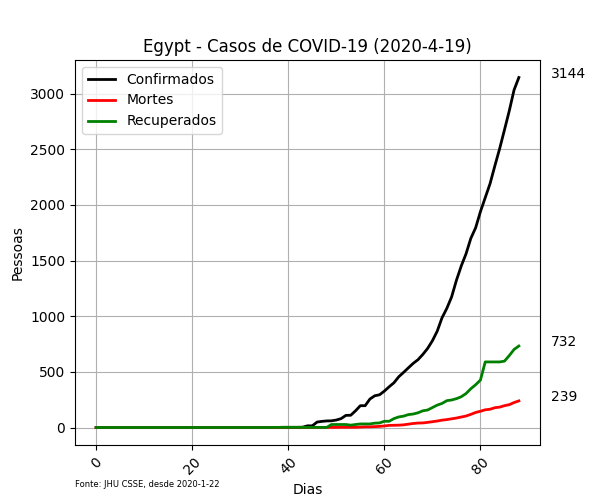 Egypt - Casos de COVID-19 (2020-4-19)
Confirmados
Mortes
Recuperados
3144
732
239
3000
2500
2000
1500
1000
500
0
Pessoas
0
20
40
60
80
Dias
Fonte: JHU CSSE, desde 2020-1-22